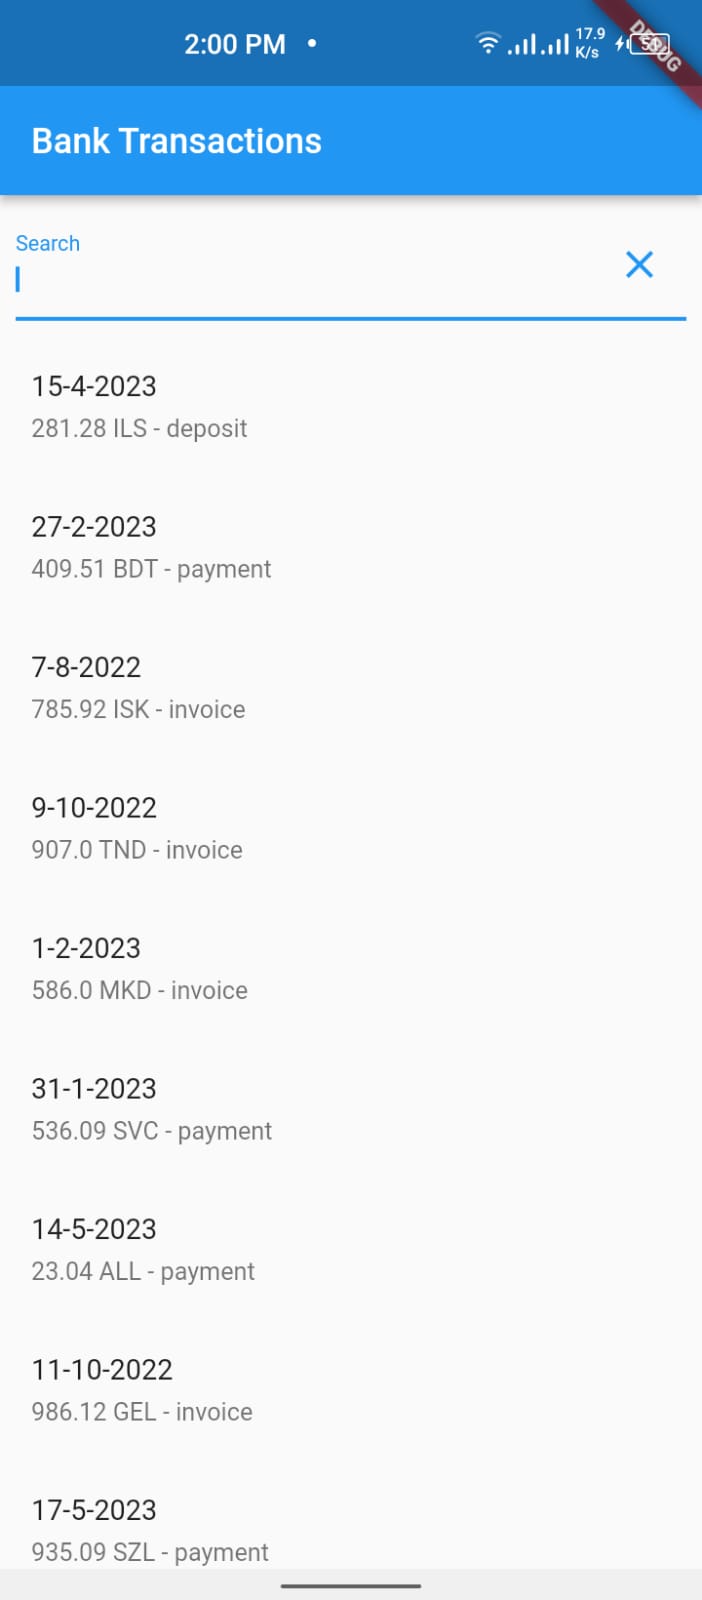 2:00 PM •
17.9
K/s
51
DEBUG
Bank Transactions
Search
15-4-2023
281.28 ILS - deposit
27-2-2023
409.51 BDT - payment
7-8-2022
785.92 ISK - invoice
9-10-2022
907.0 TND - invoice
1-2-2023
586.0 MKD - invoice
31-1-2023
536.09 SVC - payment
14-5-2023
23.04 ALL - payment
11-10-2022
986.12 GEL - invoice
17-5-2023
935.09 SZL - payment